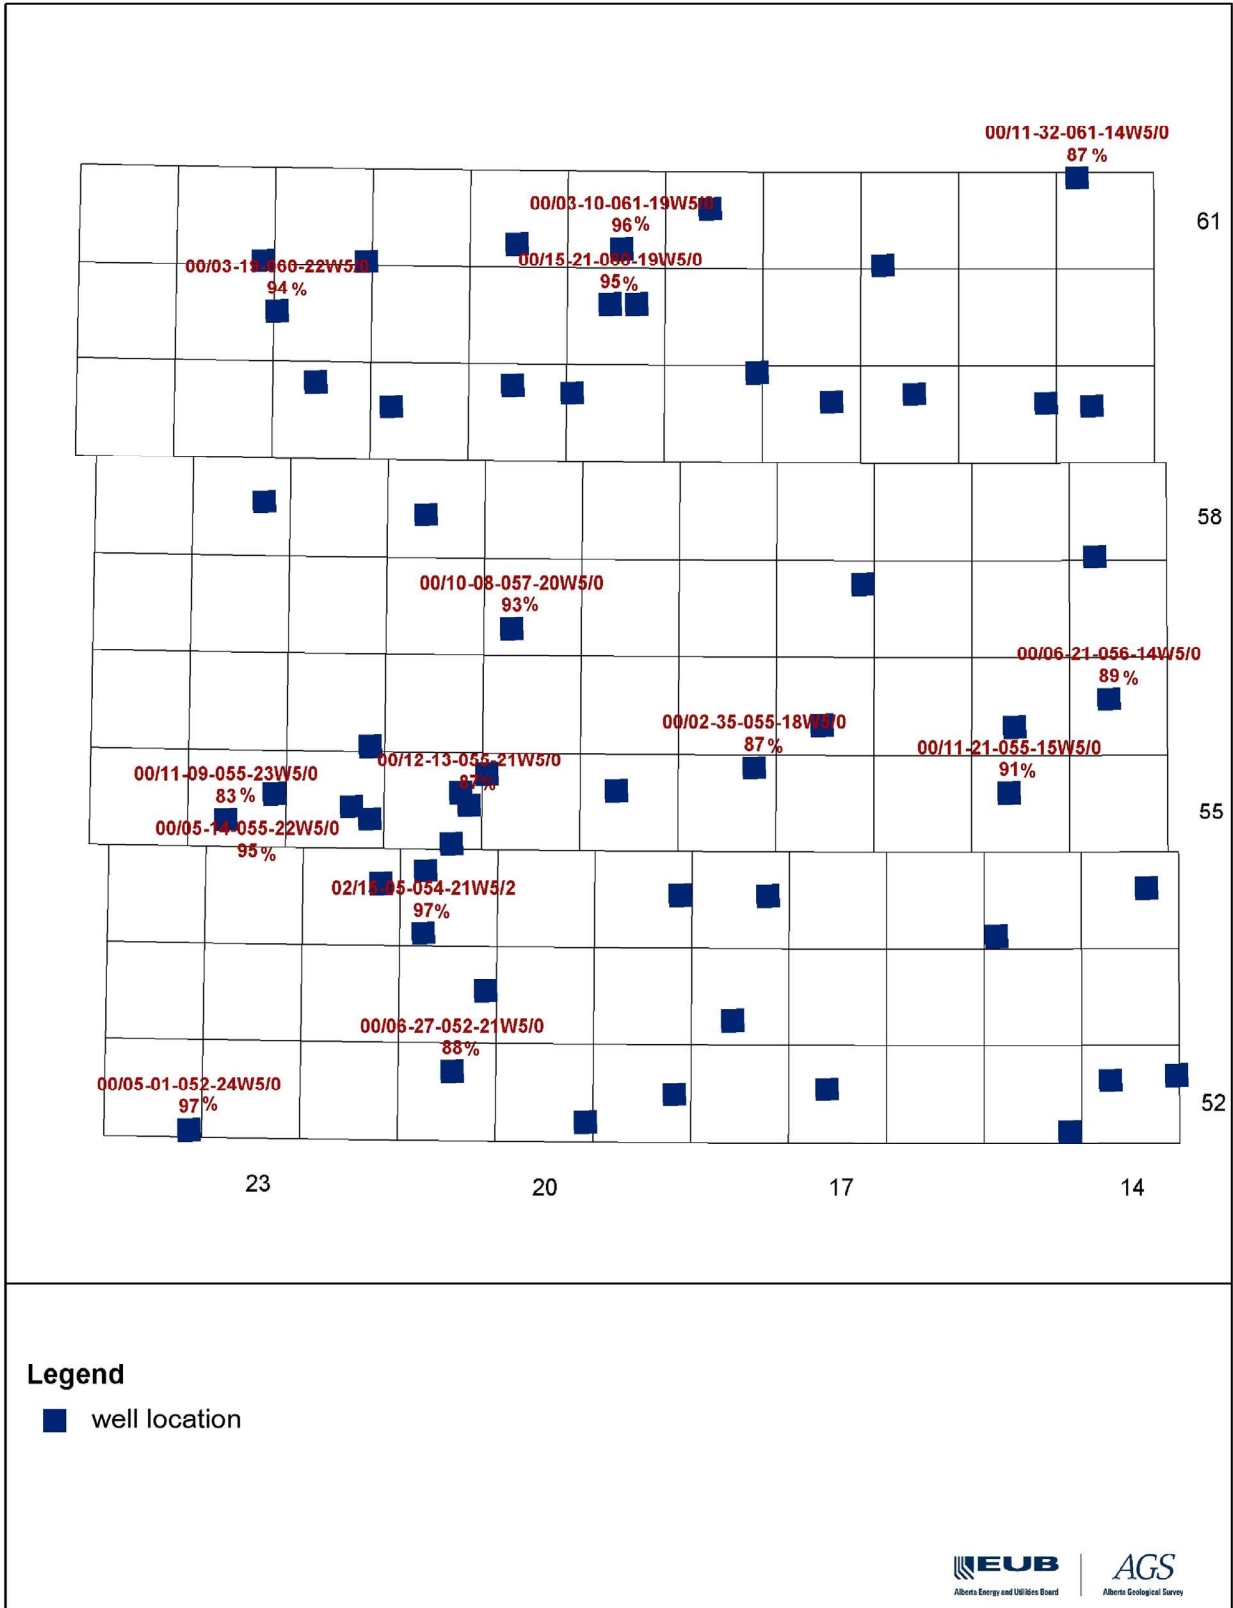 00/11-32-061-14W5/0
87 %
00/03-10-061-19W5/0
96%
61
00/15-21-060-19W5/0
95%
00/03-19-060-22W5/0
94 %
58
00/10-08-057-20W5/0
93%
00/06-21-056-14W5/0
89 %
00/02-35-055-18W5/0
87 %
00/11-21-055-15W5/0
91%
00/12-13-055-21W5/0
87%
00/11-09-055-23W5/0
83 %
55
00/05-14-055-22W5/0
95%
02/15-05-054-21W5/2
97%
00/06-27-052-21W5/0
88%
00/05-01-052-24W5/0
97%
52
23
20
17
14
Legend
well location
EUB
Alberta Energy and Utilities Board
AGS
Alberta Geological Survey